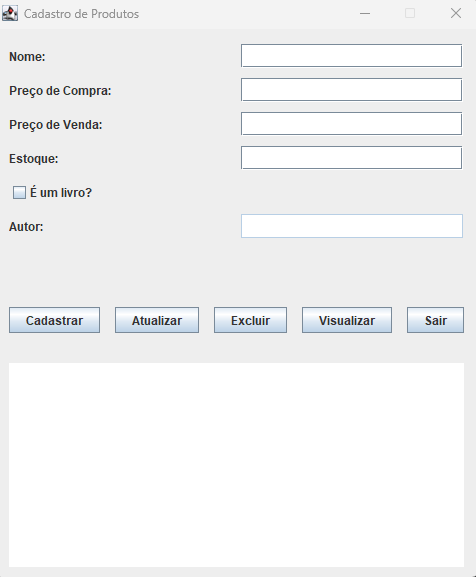 Cadastro de Produtos
Nome:
Preço de Compra:
Preço de Venda:
Estoque:
É um livro?
Autor:
Cadastrar Atualizar Excluir Visualizar Sair